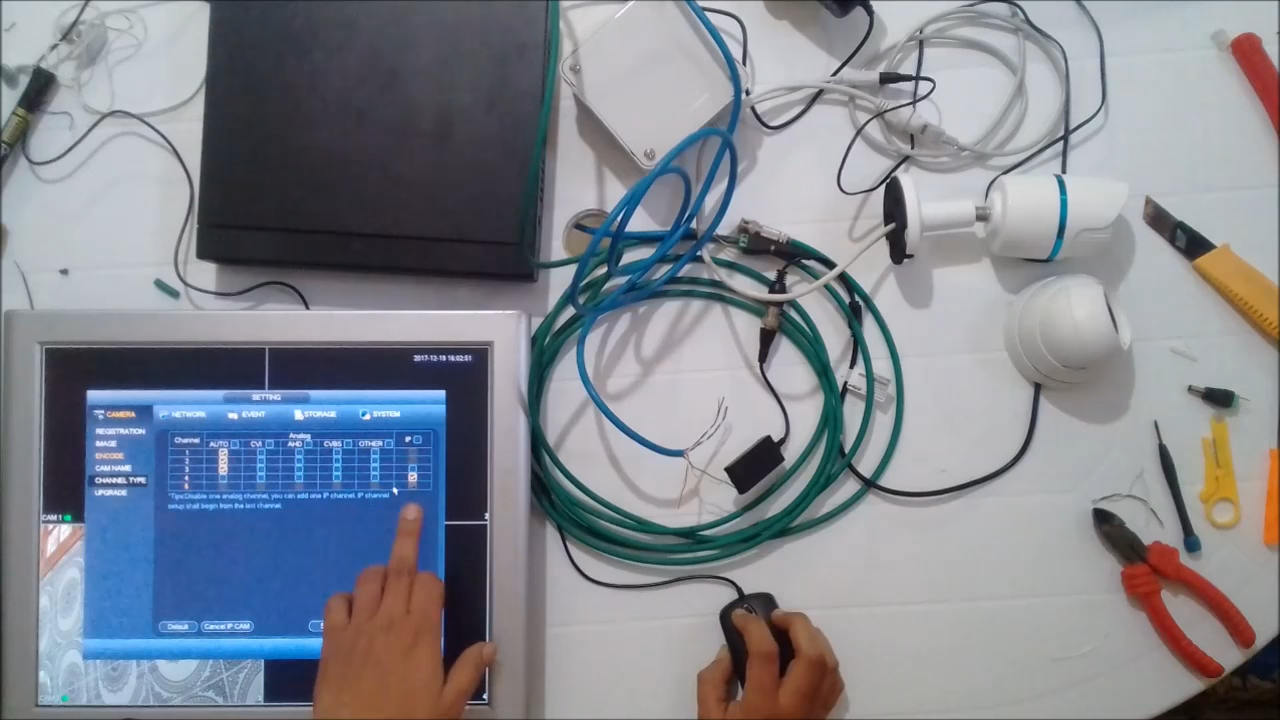 2017-12-19 16:02:51
SETTING
CAMERA NETWORK EVENT STORAGE SYSTEM
REGISTRATION
IMAGE
ENCODE
CAM NAME
CHANNEL TYPE
UPGRADE
Analog
Channel AUTO CVI AHD CVBS OTHER IP
1
2
3
4
5
*Tips:Disable one analog channel, you can add one IP channel. IP channel
setup shall begin from the last channel.
CAM 1
2
Default Cancel IP CAM
4